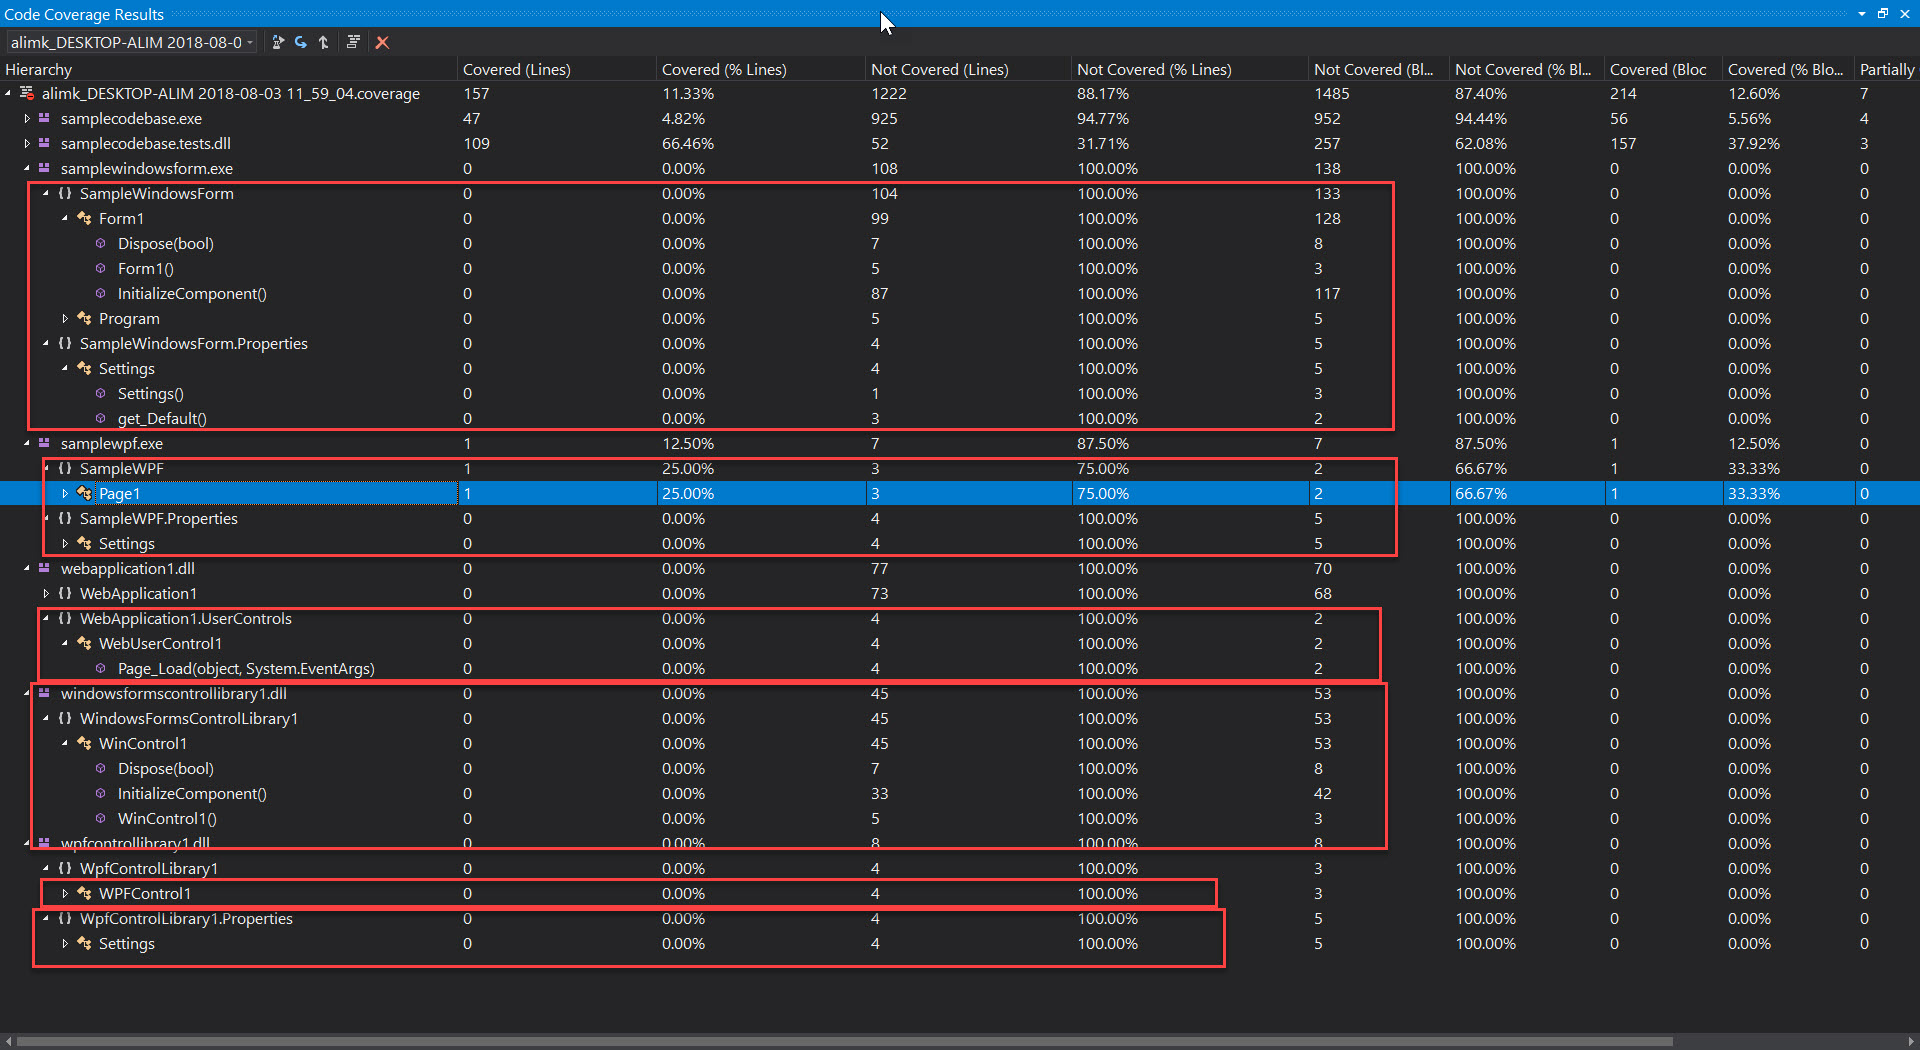 Code Coverage Results
alimk_DESKTOP-ALIM 2018-08-0
Hierarchy Covered (Lines) Covered (% Lines) Not Covered (Lines) Not Covered (% Lines) Not Covered (Bl... Not Covered (% Bl... Covered (Bloc Covered (% Blo... Partially
alimk_DESKTOP-ALIM 2018-08-03 11_59_04.coverage 157 11.33% 1222 88.17% 1485 87.40% 214 12.60% 7
samplecodebase.exe 47 4.82% 925 94.77% 952 94.44% 56 5.56% 4
samplecodebase.tests.dll 109 66.46% 52 31.71% 257 62.08% 157 37.92% 3
samplewindowsform.exe 0 0.00% 108 100.00% 138 100.00% 0 0.00% 0
{} SampleWindowsForm 0 0.00% 104 100.00% 133 100.00% 0 0.00% 0
Form1 0 0.00% 99 100.00% 128 100.00% 0 0.00% 0
Dispose(bool) 0 0.00% 7 100.00% 8 100.00% 0 0.00% 0
Form1() 0 0.00% 5 100.00% 3 100.00% 0 0.00% 0
InitializeComponent() 0 0.00% 87 100.00% 117 100.00% 0 0.00% 0
Program 0 0.00% 5 100.00% 5 100.00% 0 0.00% 0
{} SampleWindowsForm.Properties 0 0.00% 4 100.00% 5 100.00% 0 0.00% 0
Settings 0 0.00% 4 100.00% 5 100.00% 0 0.00% 0
Settings() 0 0.00% 1 100.00% 3 100.00% 0 0.00% 0
get_Default() 0 0.00% 3 100.00% 2 100.00% 0 0.00% 0
samplewpf.exe 1 12.50% 7 87.50% 7 87.50% 1 12.50% 0
{} SampleWPF 1 25.00% 3 75.00% 2 66.67% 1 33.33% 0
Page1 1 25.00% 3 75.00% 2 66.67% 1 33.33% 0
{} SampleWPF.Properties 0 0.00% 4 100.00% 5 100.00% 0 0.00% 0
Settings 0 0.00% 4 100.00% 5 100.00% 0 0.00% 0
webapplication1.dll 0 0.00% 77 100.00% 70 100.00% 0 0.00% 0
{} WebApplication1 0 0.00% 73 100.00% 68 100.00% 0 0.00% 0
{} WebApplication1.UserControls 0 0.00% 4 100.00% 2 100.00% 0 0.00% 0
WebUserControl1 0 0.00% 4 100.00% 2 100.00% 0 0.00% 0
Page_Load(object, System.EventArgs) 0 0.00% 4 100.00% 2 100.00% 0 0.00% 0
windowsformscontrollibrary1.dll 0 0.00% 45 100.00% 53 100.00% 0 0.00% 0
{} WindowsFormsControlLibrary1 0 0.00% 45 100.00% 53 100.00% 0 0.00% 0
WinControl1 0 0.00% 45 100.00% 53 100.00% 0 0.00% 0
Dispose(bool) 0 0.00% 7 100.00% 8 100.00% 0 0.00% 0
InitializeComponent() 0 0.00% 33 100.00% 42 100.00% 0 0.00% 0
WinControl1() 0 0.00% 5 100.00% 3 100.00% 0 0.00% 0
wpfcontrollibrary1.dll 0 0.00% 8 100.00% 8 100.00% 0 0.00% 0
{} WpfControlLibrary1 0 0.00% 4 100.00% 3 100.00% 0 0.00% 0
WPFControl1 0 0.00% 4 100.00% 3 100.00% 0 0.00% 0
{} WpfControlLibrary1.Properties 0 0.00% 4 100.00% 5 100.00% 0 0.00% 0
Settings 0 0.00% 4 100.00% 5 100.00% 0 0.00% 0